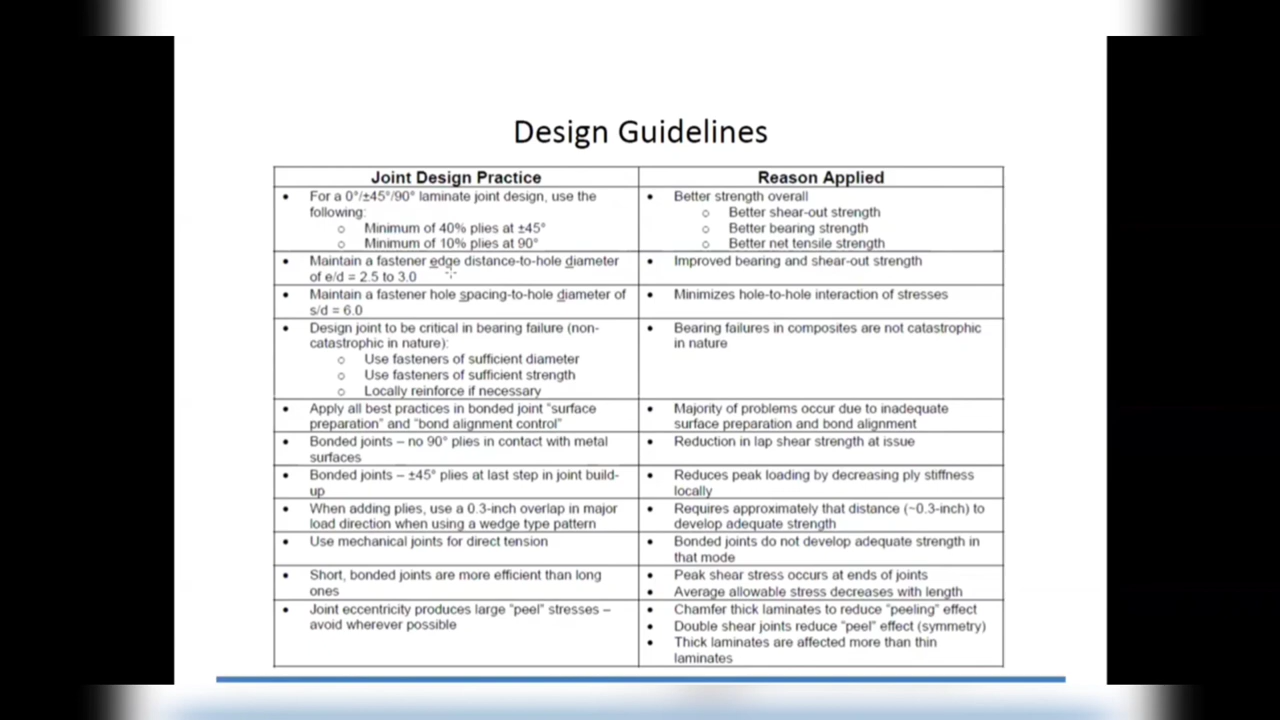 Design Guidelines
Joint Design Practice
Reason Applied
• For a 0°/±45°/90° laminate joint design, use the
following:
o Minimum of 40% plies at ±45°
o Minimum of 10% plies at 90°
• Better strength overall
o Better shear-out strength
o Better bearing strength
o Better net tensile strength
• Maintain a fastener edge distance-to-hole diameter
of e/d = 2.5 to 3.0
• Improved bearing and shear-out strength
• Maintain a fastener hole spacing-to-hole diameter of
s/d = 6.0
• Minimizes hole-to-hole interaction of stresses
• Design joint to be critical in bearing failure (non-
catastrophic in nature):
o Use fasteners of sufficient diameter
o Use fasteners of sufficient strength
o Locally reinforce if necessary
• Bearing failures in composites are not catastrophic
in nature
• Apply all best practices in bonded joint "surface
preparation" and "bond alignment control"
• Majority of problems occur due to inadequate
surface preparation and bond alignment
• Bonded joints – no 90° plies in contact with metal
surfaces
• Reduction in lap shear strength at issue
• Bonded joints – ±45° plies at last step in joint build-
up
• Reduces peak loading by decreasing ply stiffness
locally
• When adding plies, use a 0.3-inch overlap in major
load direction when using a wedge type pattern
• Requires approximately that distance (~0.3-inch) to
develop adequate strength
• Use mechanical joints for direct tension
• Bonded joints do not develop adequate strength in
that mode
• Short, bonded joints are more efficient than long
ones
• Peak shear stress occurs at ends of joints
• Average allowable stress decreases with length
• Joint eccentricity produces large "peel" stresses –
avoid wherever possible
• Chamfer thick laminates to reduce "peeling" effect
• Double shear joints reduce "peel" effect (symmetry)
• Thick laminates are affected more than thin
laminates